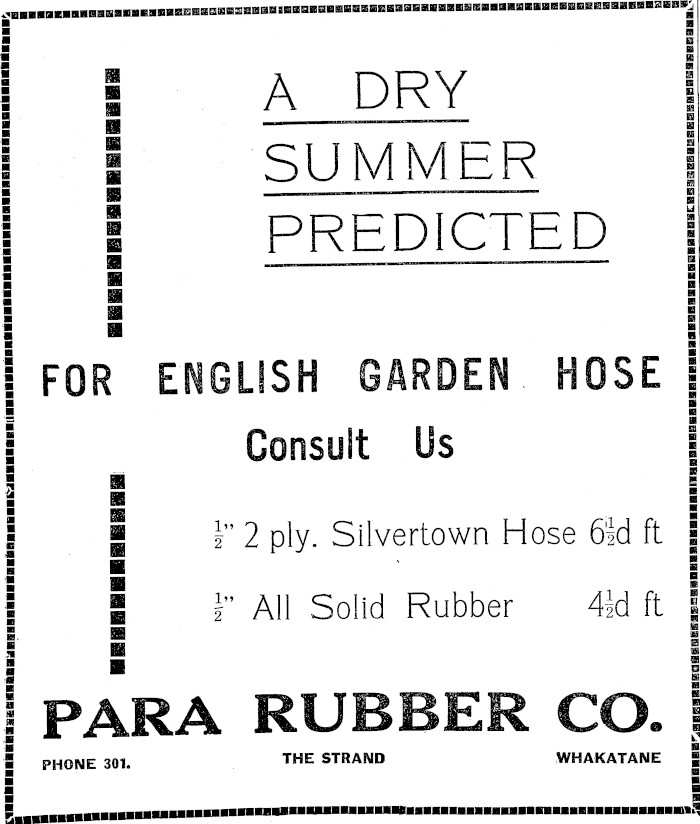 A DRY
SUMMER
PREDICTED
FOR ENGLISH GARDEN HOSE
Consult Us
½" 2 ply. Silvertown Hose 6½d ft
½" All Solid Rubber 4½d ft
PARA RUBBER CO.
PHONE 301. THE STRAND WHAKATANE